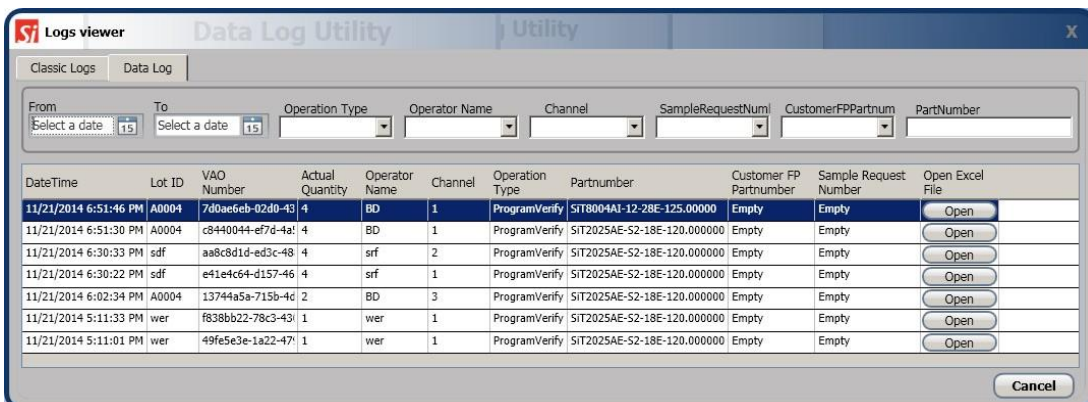 Si Logs viewer Data Log Utility Utility X
Classic Logs Data Log
From To Operation Type Operator Name Channel SampleRequestNuml CustomerFPPartnum PartNumber
Select a date 15 Select a date 15
DateTime Lot ID VAO Number Actual Quantity Operator Name Channel Operation Type Partnumber Customer FP Partnumber Sample Request Number Open Excel File
11/21/2014 6:51:46 PM A0004 7d0ae6eb-02d0-43 4 BD 1 ProgramVerify SiT8004AI-12-28E-125.00000 Empty Empty Open
11/21/2014 6:51:30 PM A0004 c8440044-ef7d-4a 4 BD 1 ProgramVerify SiT2025AE-S2-18E-120.000000 Empty Empty Open
11/21/2014 6:30:33 PM sdf aa8c8d1d-ed3c-48 4 srf 2 ProgramVerify SiT2025AE-S2-18E-120.000000 Empty Empty Open
11/21/2014 6:30:22 PM sdf e41e4c64-d157-46 4 srf 1 ProgramVerify SiT2025AE-S2-18E-120.000000 Empty Empty Open
11/21/2014 6:02:34 PM A0004 13744a5a-715b-4d 2 BD 3 ProgramVerify SiT2025AE-S2-18E-120.000000 Empty Empty Open
11/21/2014 5:11:33 PM wer f838bb22-78c3-43 1 wer 1 ProgramVerify SiT2025AE-S2-18E-120.000000 Empty Empty Open
11/21/2014 5:11:01 PM wer 49fe5e3e-1a22-47 1 wer 1 ProgramVerify SiT2025AE-S2-18E-120.000000 Empty Empty Open
Cancel